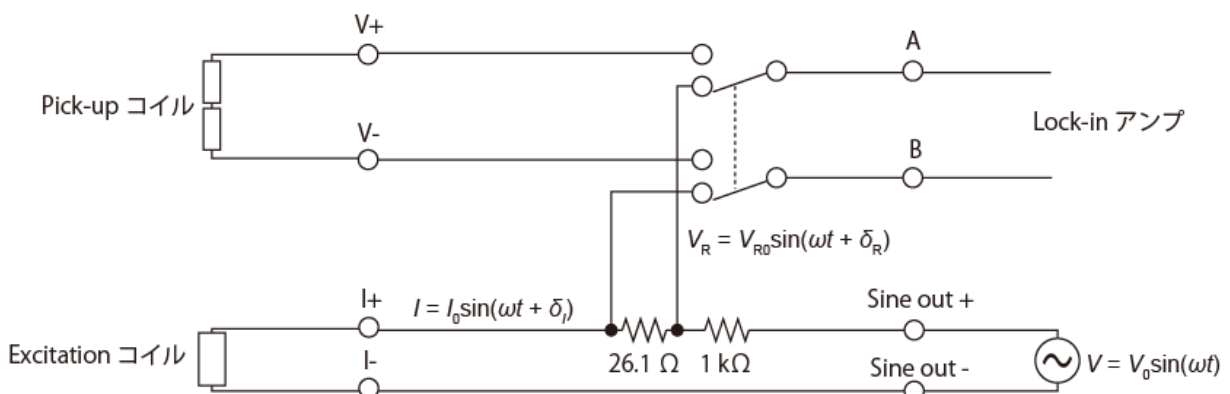 V+
A
Pick-up コイル
Lock-in アンプ
V-
B
V_R = V_R0 sin(ωt + δ_R)
I+
I = I_0 sin(ωt + δ_I)
Sine out +
Excitation コイル
I-
26.1 Ω
1 kΩ
Sine out -
V = V_0 sin(ωt)